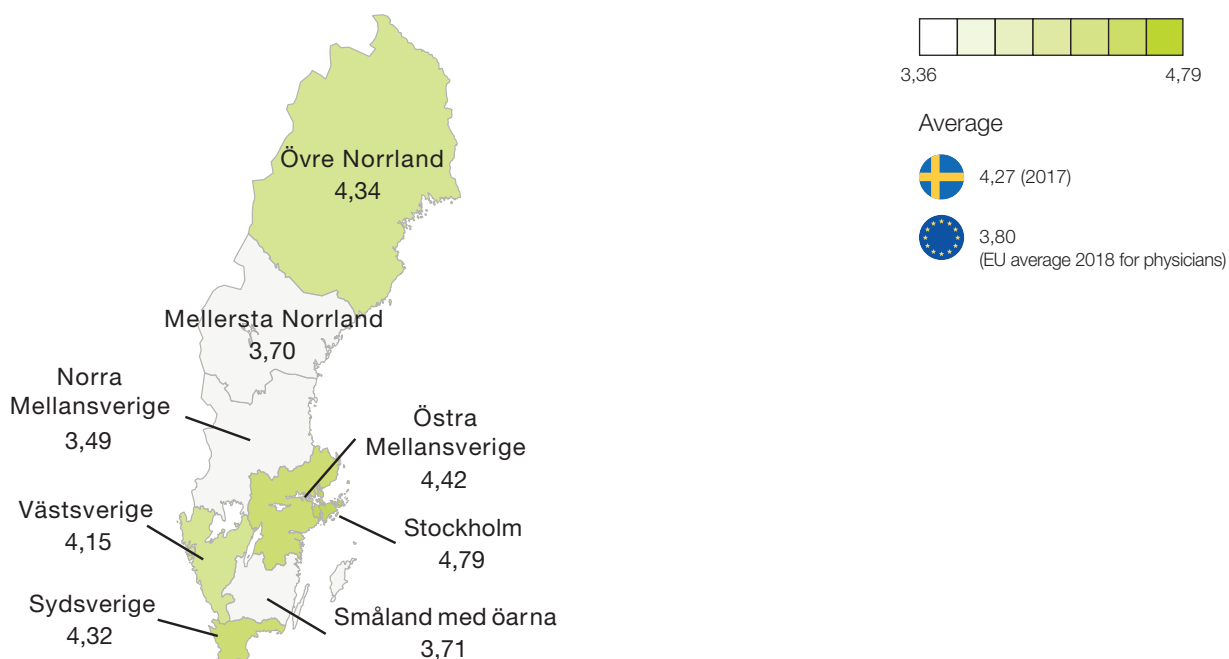 3,36
4,79
Average
4,27 (2017)
3,80
(EU average 2018 for physicians)
Övre Norrland
4,34
Mellersta Norrland
3,70
Norra
Mellansverige
3,49
Östra
Mellansverige
4,42
Västsverige
4,15
Stockholm
4,79
Sydsverige
4,32
Småland med öarna
3,71